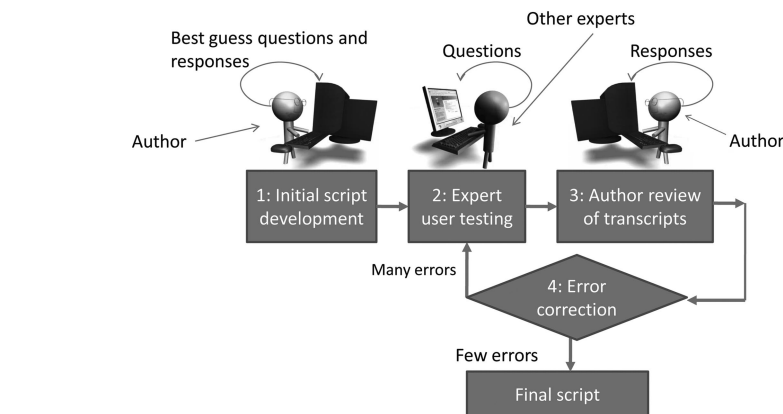 Other experts
Best guess questions and
responses
Questions
Responses
Author
Author
1: Initial script
development
2: Expert
user testing
3: Author review
of transcripts
Many errors
4: Error
correction
Few errors
Final script